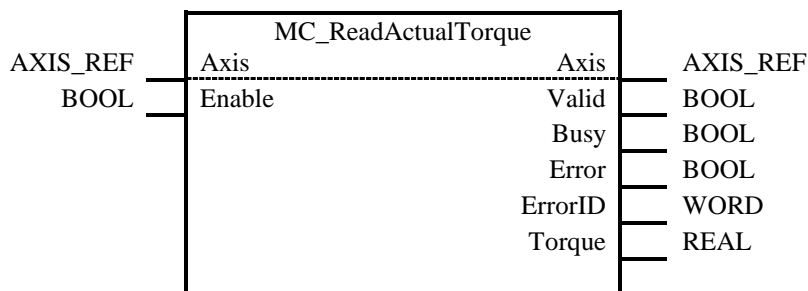 MC_ReadActualTorque
AXIS_REF Axis Axis AXIS_REF
BOOL Enable Valid BOOL
Busy BOOL
Error BOOL
ErrorID WORD
Torque REAL